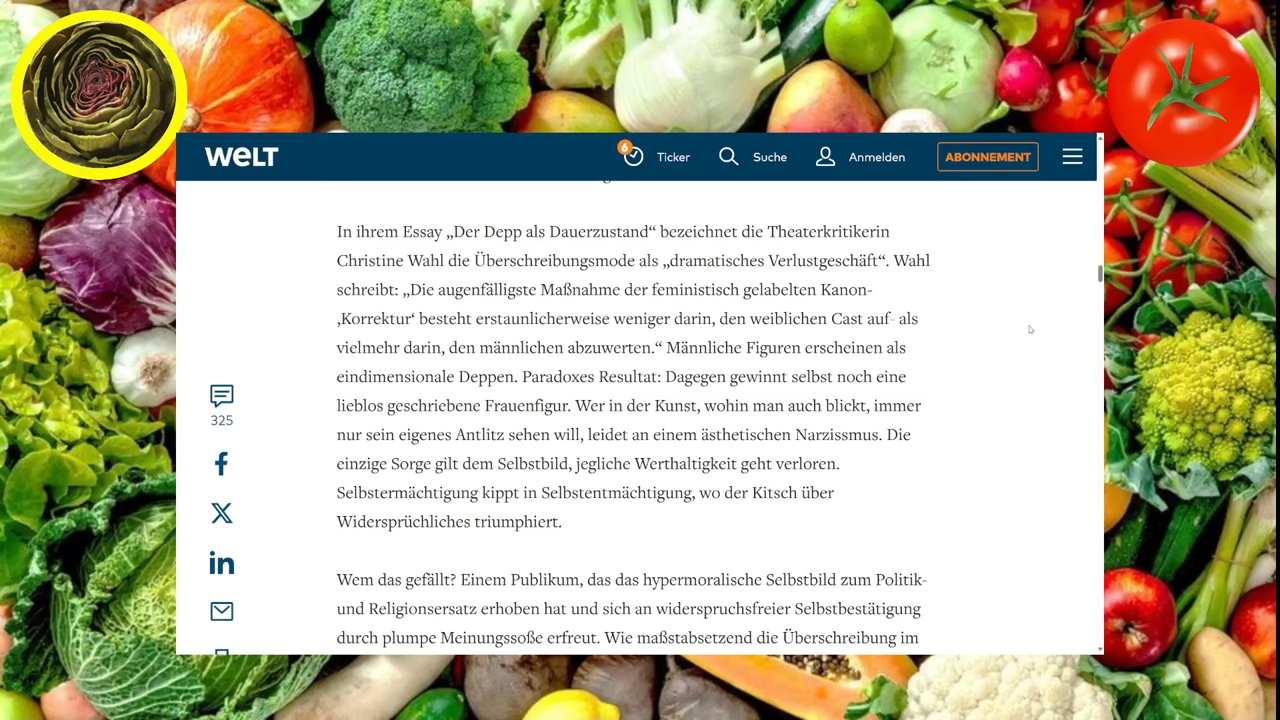 WELT
6
Ticker
Suche
Anmelden
ABONNEMENT
In ihrem Essay „Der Depp als Dauerzustand“ bezeichnet die Theaterkritikerin
Christine Wahl die Überschreibungsmode als „dramatisches Verlustgeschäft“. Wahl
schreibt: „Die augenfälligste Maßnahme der feministisch gelabelten Kanon-
‚Korrektur‘ besteht erstaunlicherweise weniger darin, den weiblichen Cast auf- als
vielmehr darin, den männlichen abzuwerten.“ Männliche Figuren erscheinen als
eindimensionale Deppen. Paradoxes Resultat: Dagegen gewinnt selbst noch eine
lieblos geschriebene Frauenfigur. Wer in der Kunst, wohin man auch blickt, immer
nur sein eigenes Antlitz sehen will, leidet an einem ästhetischen Narzissmus. Die
einzige Sorge gilt dem Selbstbild, jegliche Werthaltigkeit geht verloren.
Selbstermächtigung kippt in Selbstentmächtigung, wo der Kitsch über
Widersprüchliches triumphiert.
325
Wem das gefällt? Einem Publikum, das das hypermoralische Selbstbild zum Politik-
und Religionsersatz erhoben hat und sich an widerspruchsfreier Selbstbestätigung
durch plumpe Meinungssoße erfreut. Wie maßstabsetzend die Überschreibung im